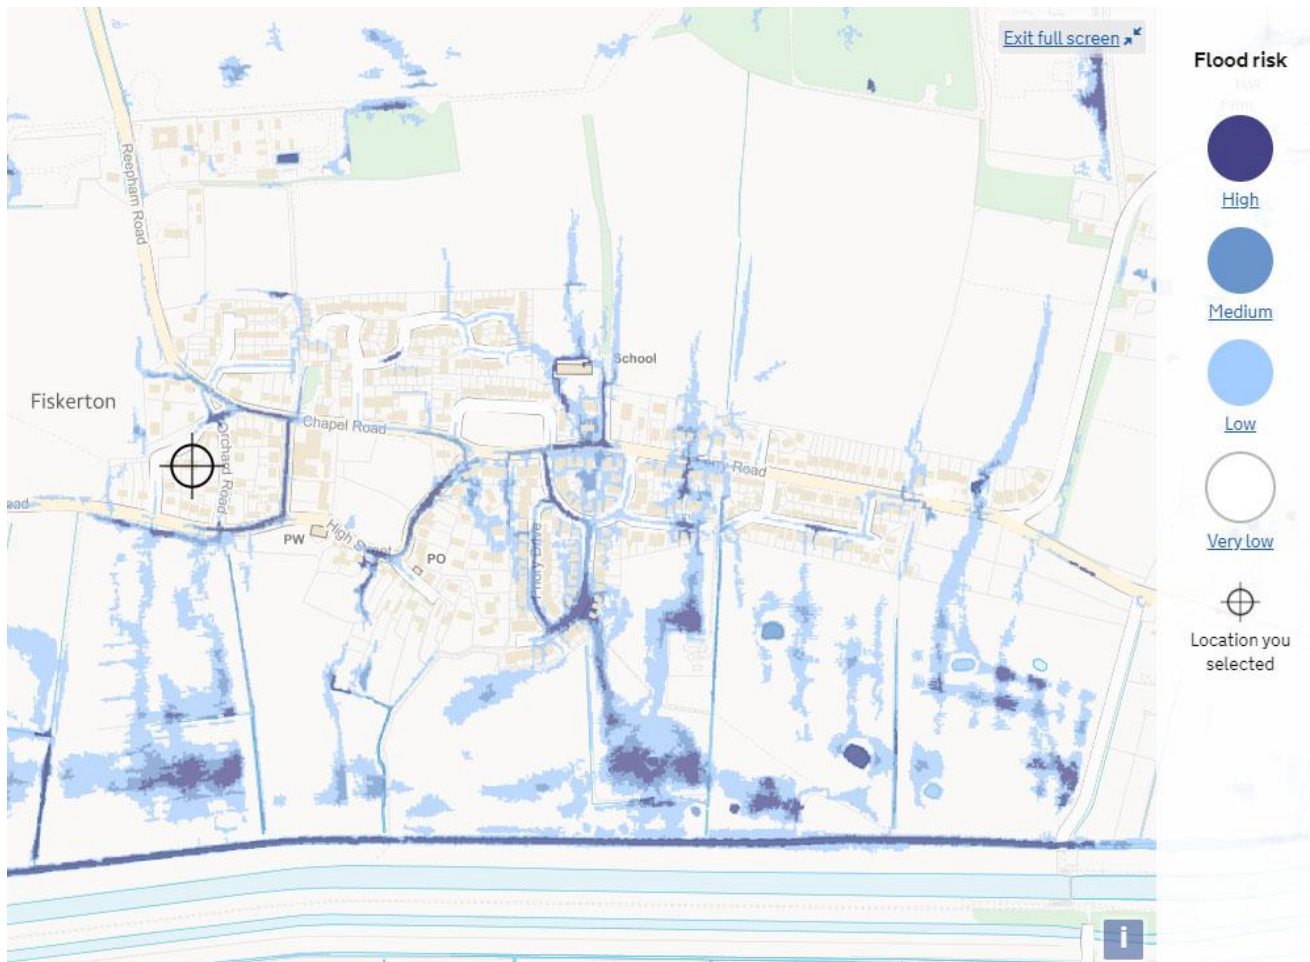 Exit full screen
Flood risk
High
Medium
Low
Very low
Location you
selected
Reepham Road
School
Fiskerton
Chapel Road
Orchard Road
Road
PW
High Street
PO
Priory Drive
i